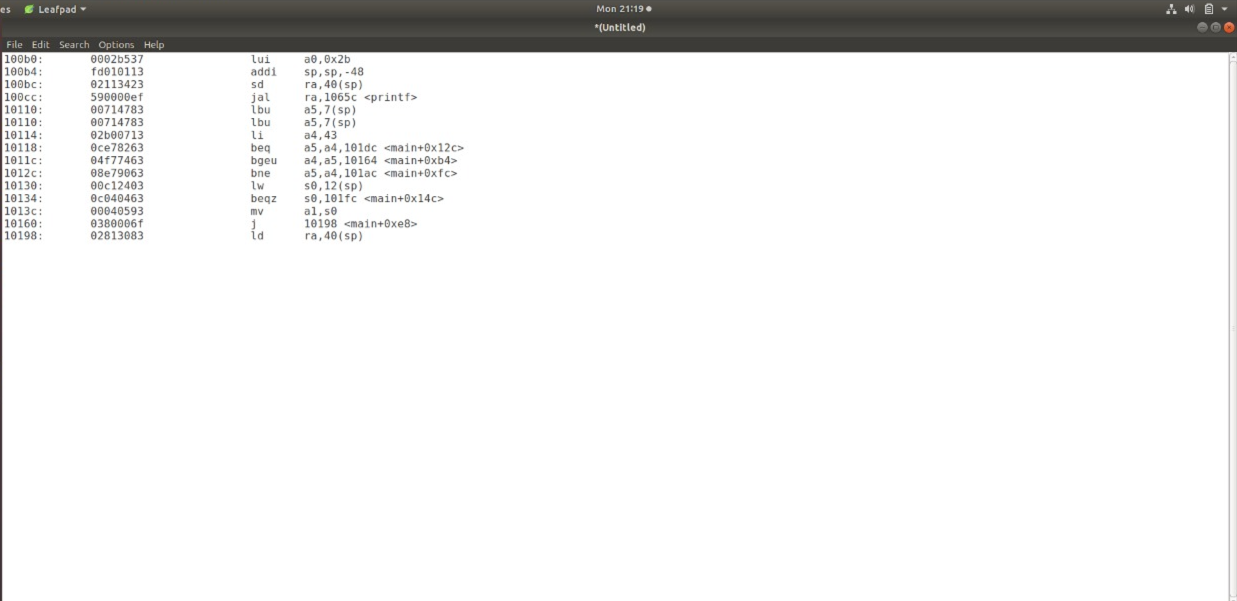 es Leafpad Mon 21:19
*(Untitled)
File Edit Search Options Help
100b0: 0002b537 lui a0,0x2b
100b4: fd010113 addi sp,sp,-48
100bc: 02113423 sd ra,40(sp)
100cc: 590000ef jal ra,1065c <printf>
10110: 00714783 lbu a5,7(sp)
10110: 00714783 lbu a5,7(sp)
10114: 02b00713 li a4,43
10118: 0ce78263 beq a5,a4,101dc <main+0x12c>
1011c: 04f77463 bgeu a4,a5,10164 <main+0xb4>
1012c: 08e79063 bne a5,a4,101ac <main+0xfc>
10130: 00c12403 lw s0,12(sp)
10134: 0c040463 beqz s0,101fc <main+0x14c>
1013c: 00040593 mv a1,s0
10160: 0380006f j 10198 <main+0xe8>
10198: 02813083 ld ra,40(sp)